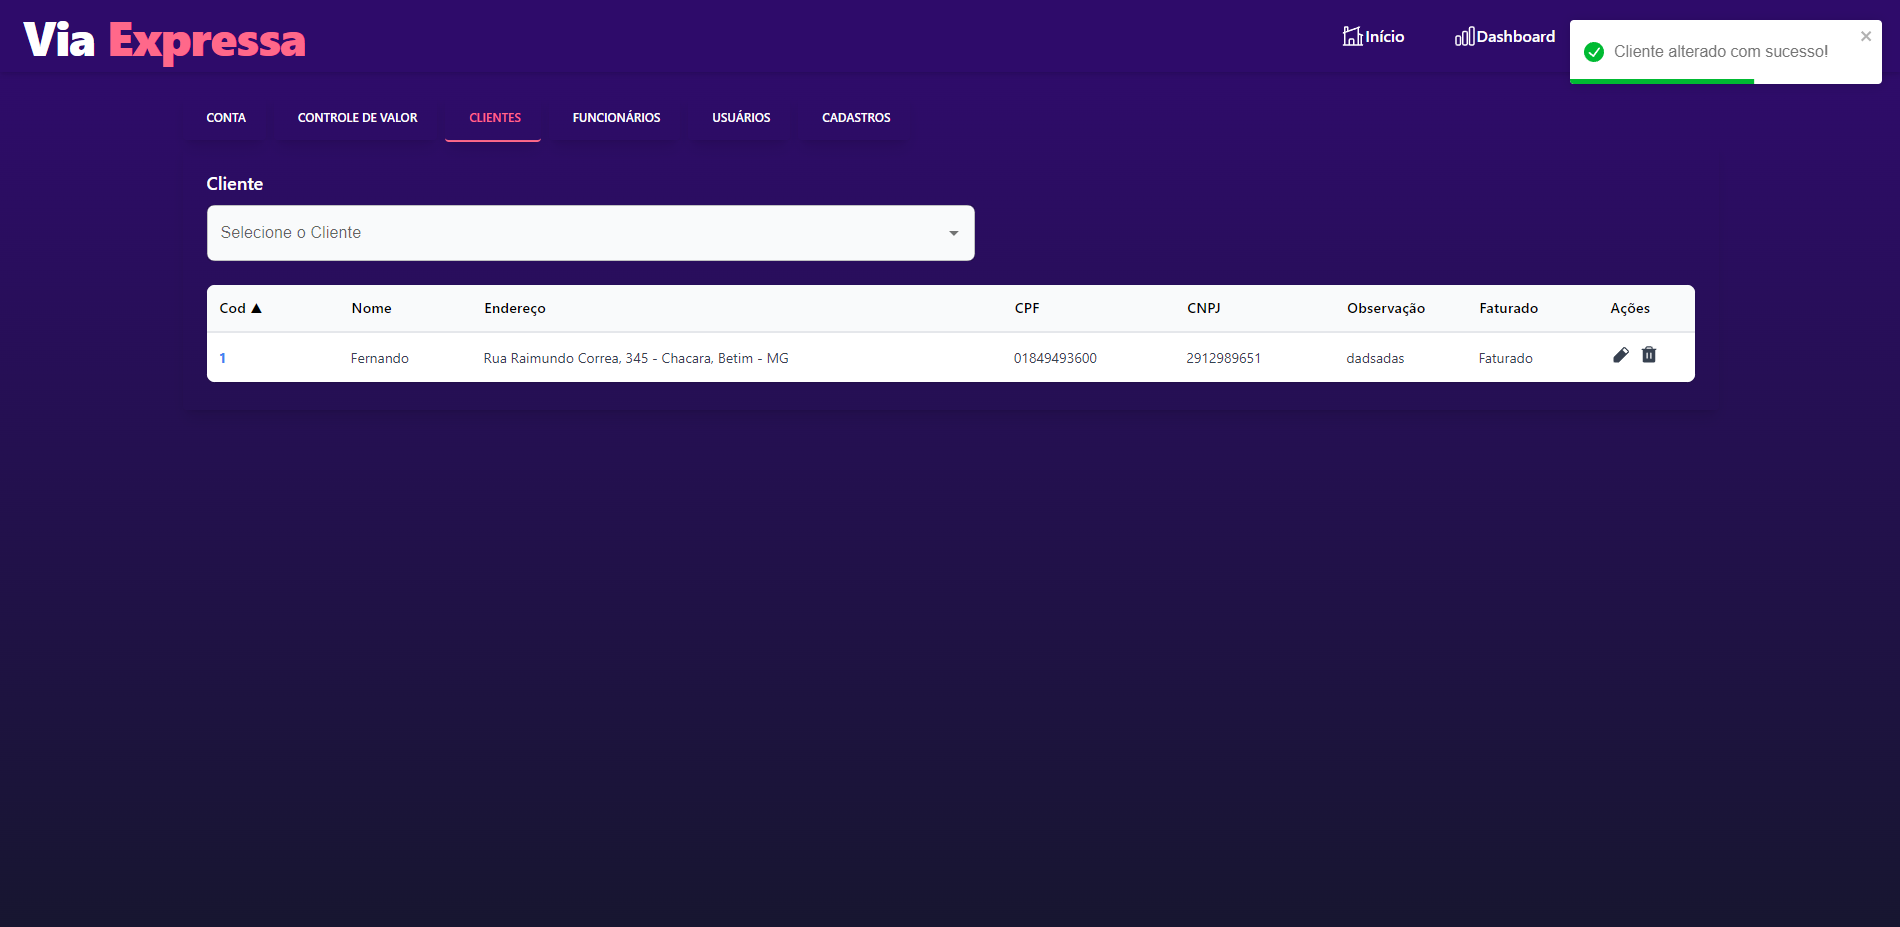 Via Expressa
Início
Dashboard
Cliente alterado com sucesso!
CONTA
CONTROLE DE VALOR
CLIENTES
FUNCIONÁRIOS
USUÁRIOS
CADASTROS
Cliente
Selecione o Cliente
Cod ▲ Nome Endereço CPF CNPJ Observação Faturado Ações
1 Fernando Rua Raimundo Correa, 345 - Chacara, Betim - MG 01849493600 2912989651 dadsadas Faturado